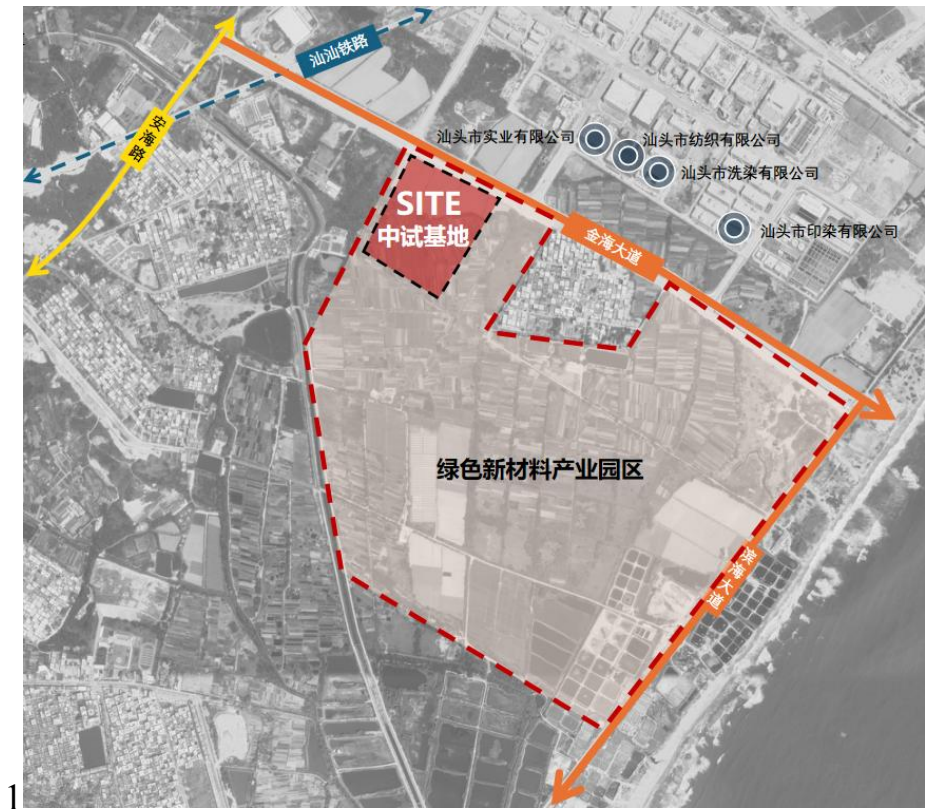 汕汕铁路
安海路
汕头市实业有限公司
汕头市纺织有限公司
汕头市洗染有限公司
SITE
中试基地
汕头市印染有限公司
金海大道
绿色新材料产业园区
滨海大道
1